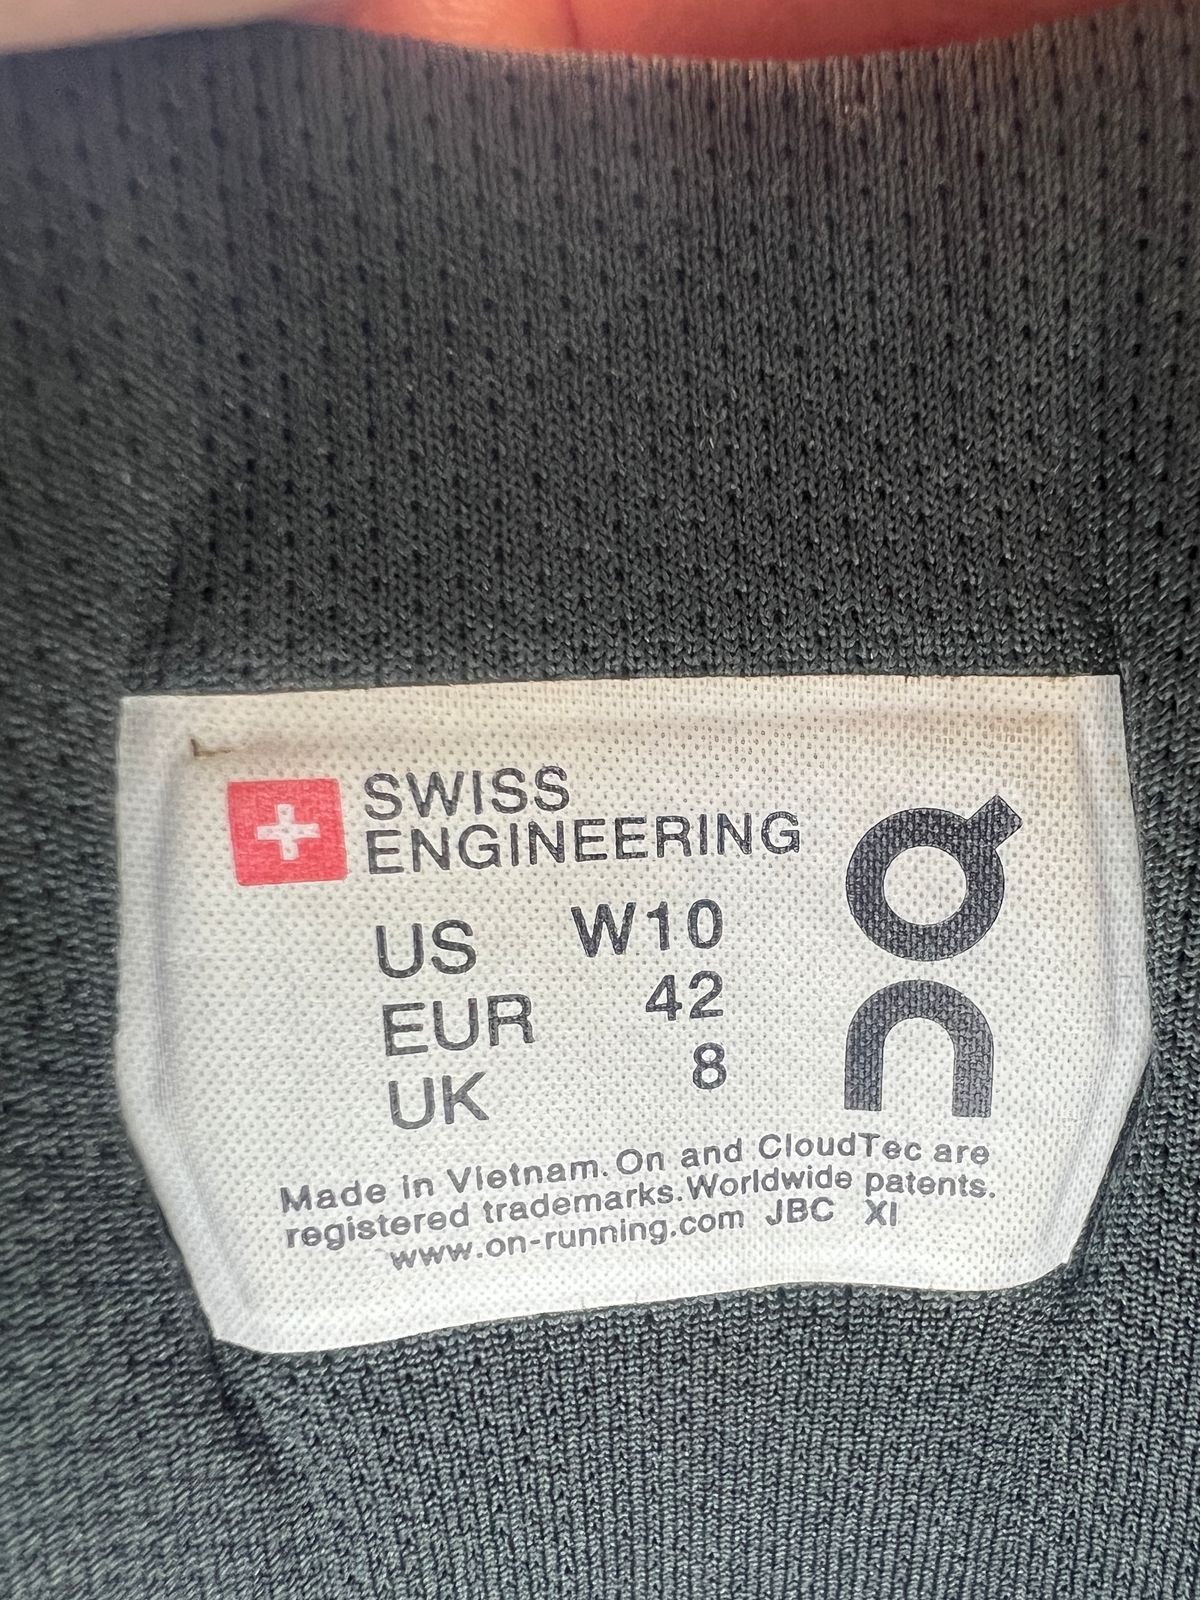 SWISS
ENGINEERING
US W10
EUR 42
UK 8
On
Made in Vietnam. On and CloudTec are
registered trademarks. Worldwide patents.
www.on-running.com JBC XI